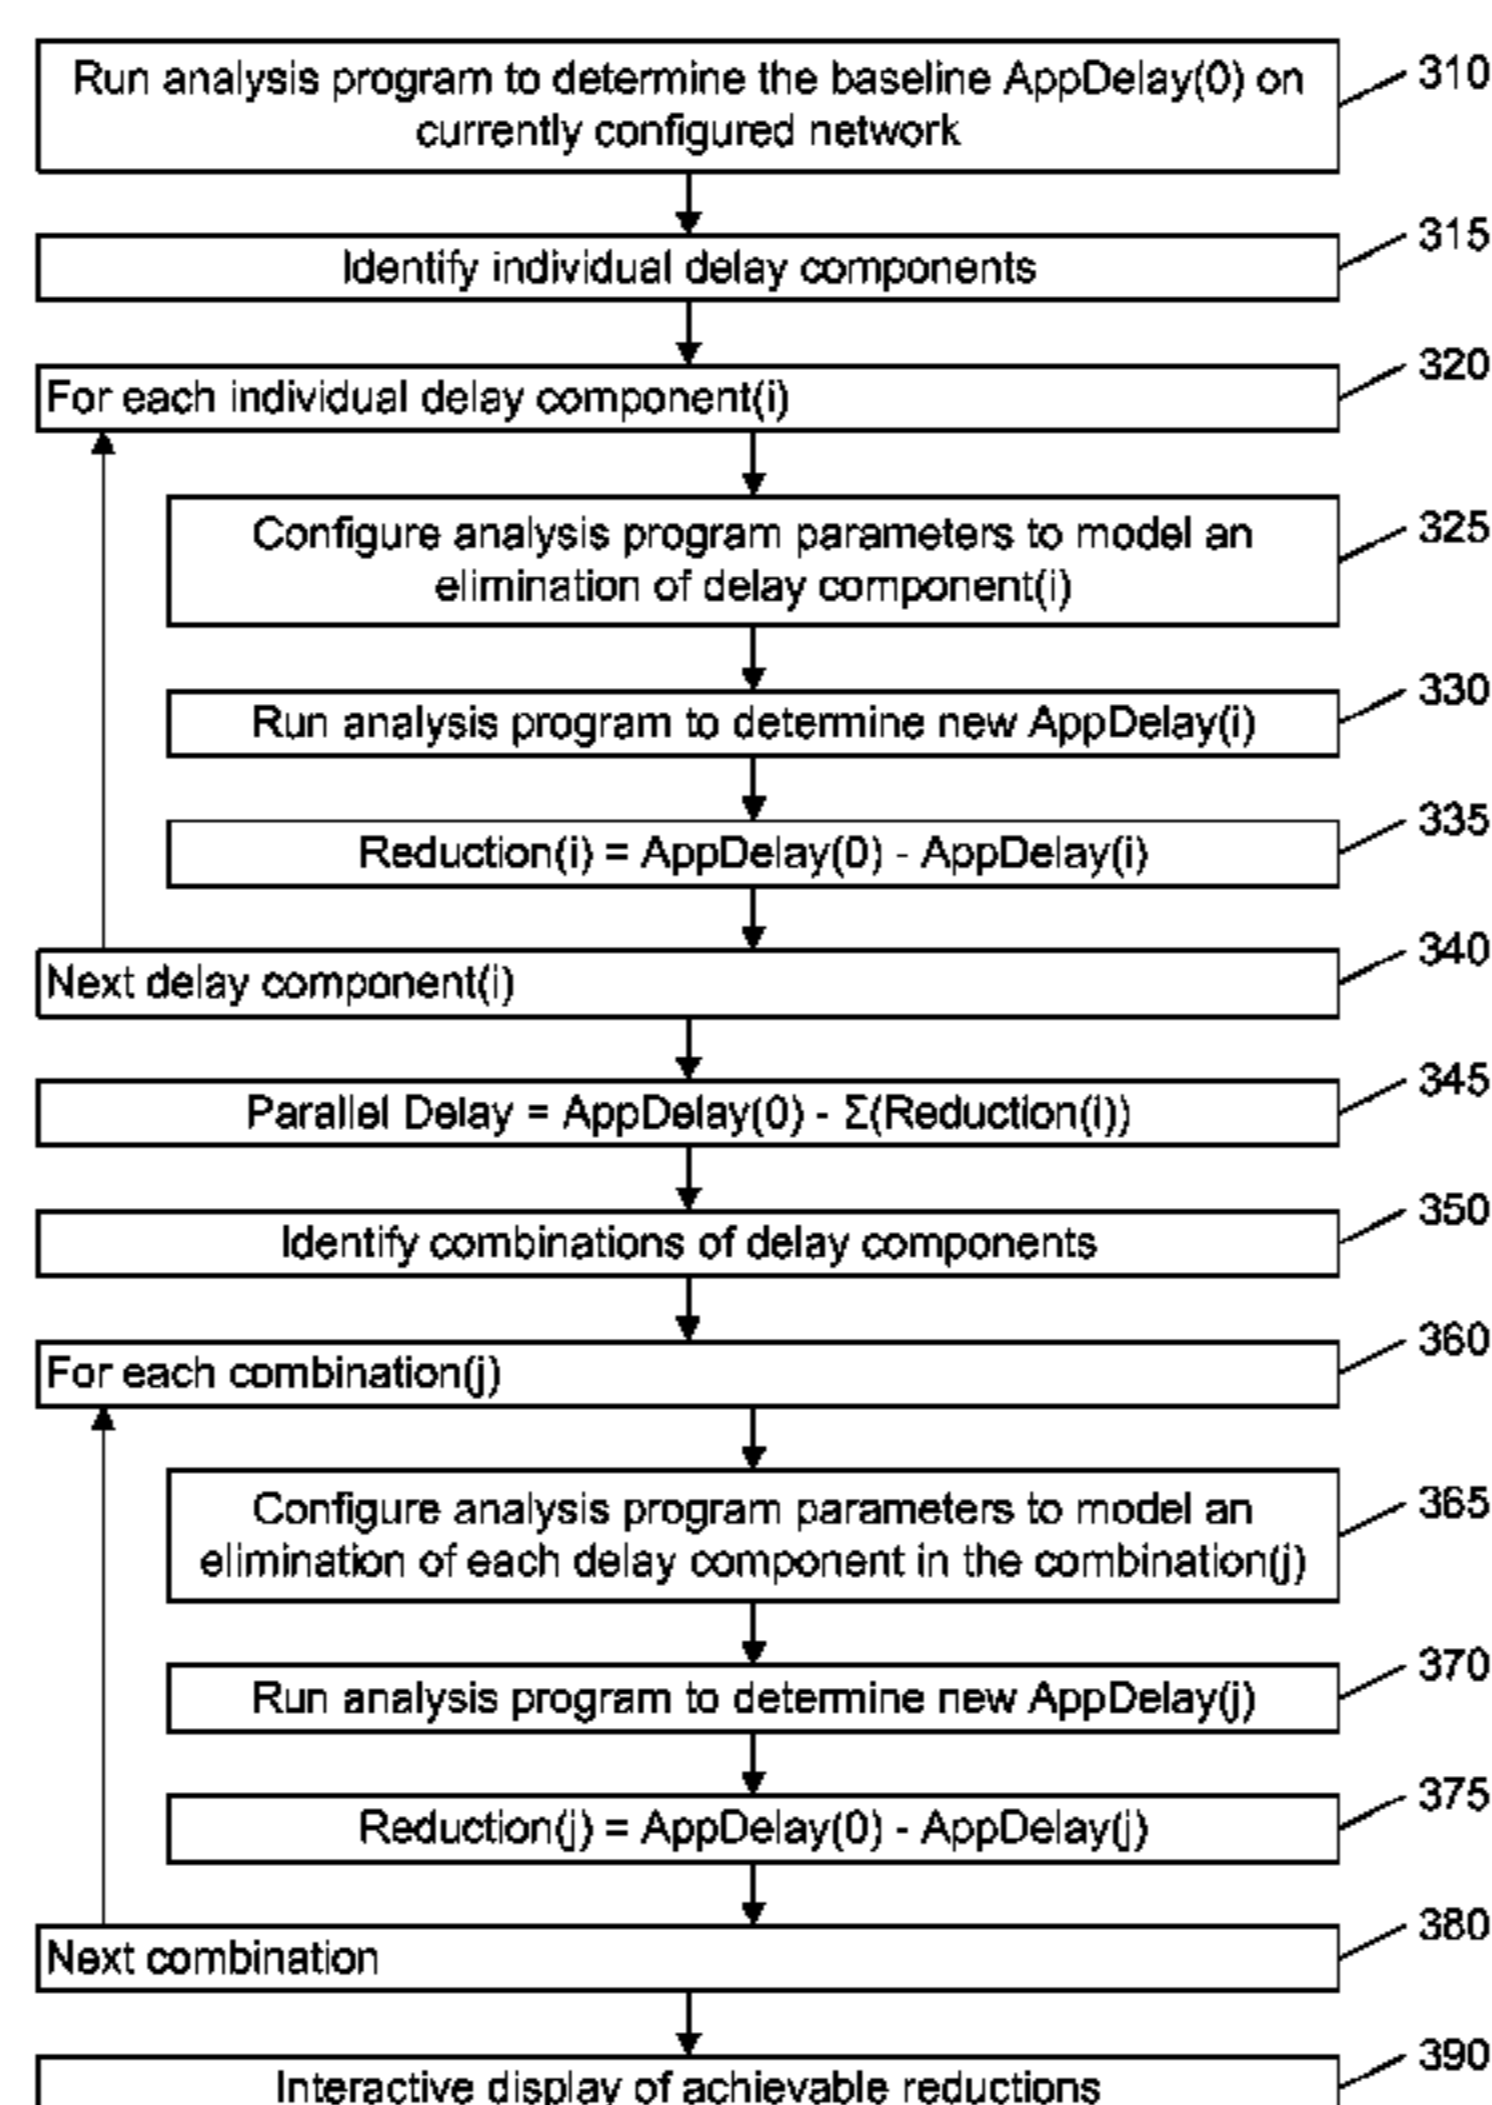 Run analysis program to determine the baseline AppDelay(0) on
currently configured network
310
Identify individual delay components
315
For each individual delay component(i)
320
Configure analysis program parameters to model an
elimination of delay component(i)
325
Run analysis program to determine new AppDelay(i)
330
Reduction(i) = AppDelay(0) - AppDelay(i)
335
Next delay component(i)
340
Parallel Delay = AppDelay(0) - Σ(Reduction(i))
345
Identify combinations of delay components
350
For each combination(j)
360
Configure analysis program parameters to model an
elimination of each delay component in the combination(j)
365
Run analysis program to determine new AppDelay(j)
370
Reduction(j) = AppDelay(0) - AppDelay(j)
375
Next combination
380
Interactive display of achievable reductions
390